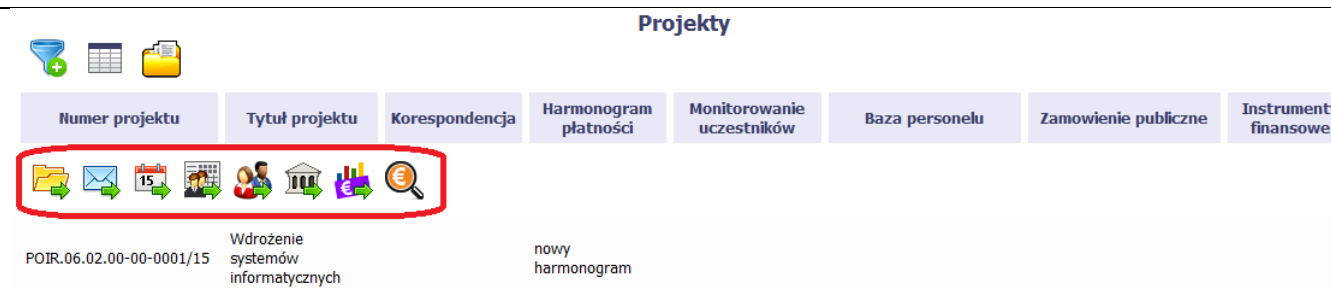 Projekty
Numer projektu
Tytuł projektu
Korespondencja
Harmonogram
płatności
Monitorowanie
uczestników
Baza personelu
Zamowienie publiczne
Instrument
finansowe
15
€
€
POIR.06.02.00-00-0001/15
Wdrożenie
systemów
informatycznych
nowy
harmonogram